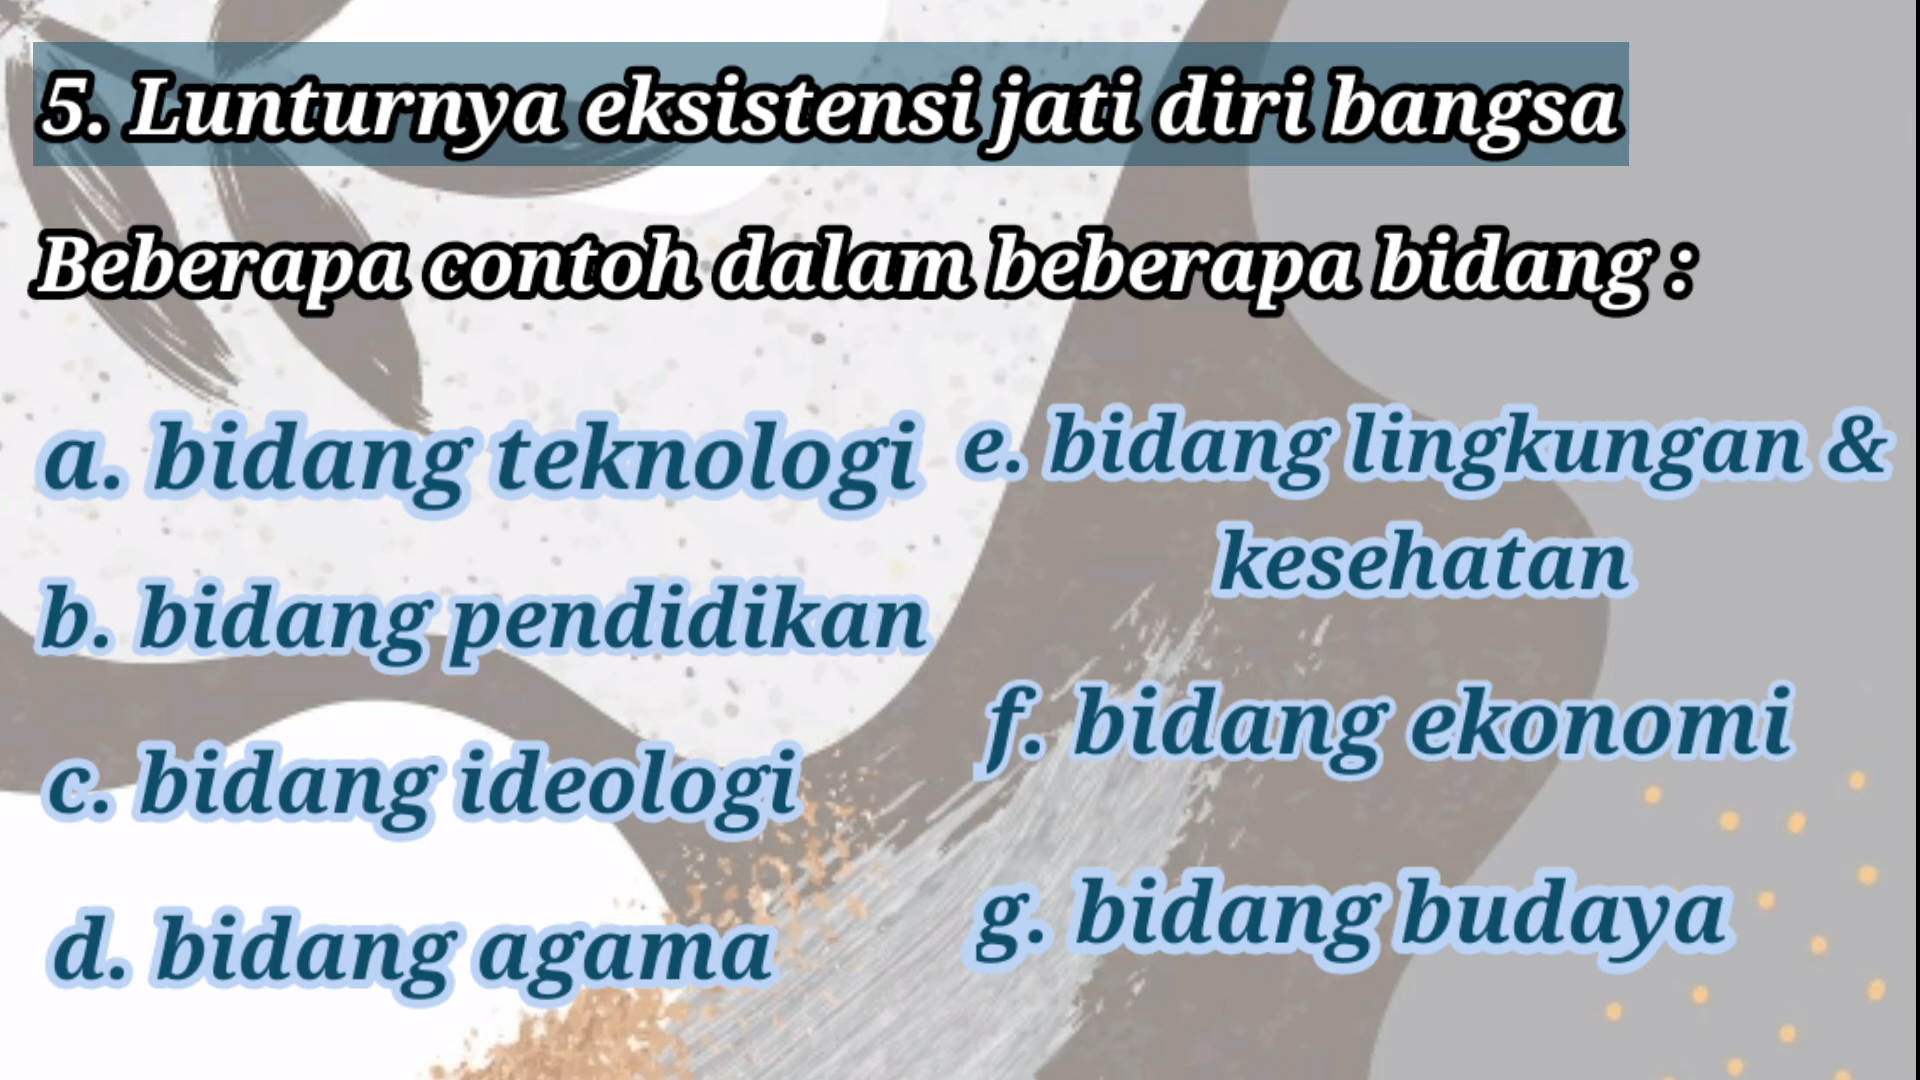 5. Lunturnya eksistensi jati diri bangsa
Beberapa contoh dalam beberapa bidang :
a. bidang teknologi
b. bidang pendidikan
c. bidang ideologi
d. bidang agama
e. bidang lingkungan &
kesehatan
f. bidang ekonomi
g. bidang budaya